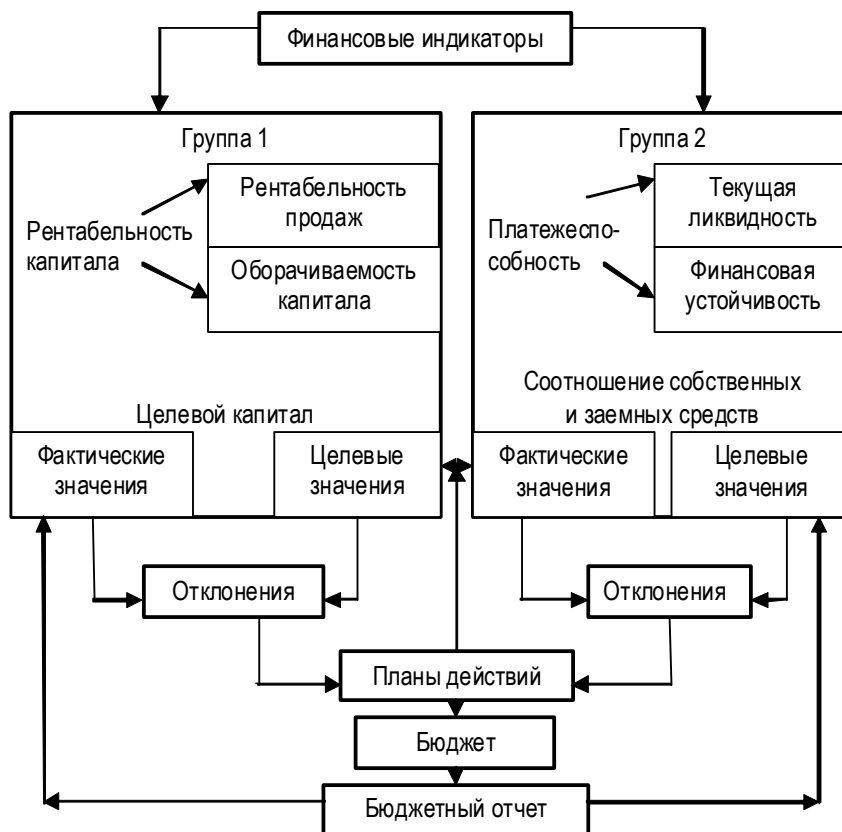 Финансовые индикаторы
Группа 1
Рентабельность
продаж
Рентабельность
капитала
Оборачиваемость
капитала
Целевой капитал
Фактические
значения
Целевые
значения
Группа 2
Текущая
ликвидность
Платежеспо-
собность
Финансовая
устойчивость
Соотношение собственных
и заемных средств
Фактические
значения
Целевые
значения
Отклонения
Отклонения
Планы действий
Бюджет
Бюджетный отчет